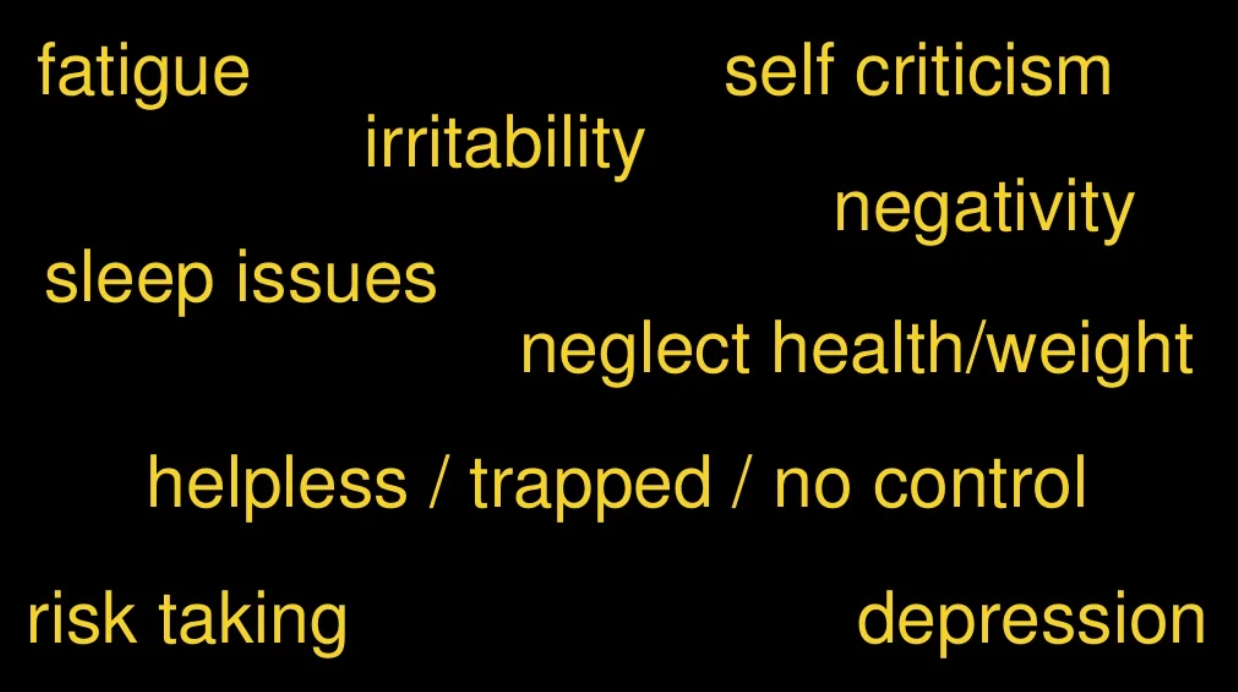 fatigue
self criticism
irritability
negativity
sleep issues
neglect health/weight
helpless / trapped / no control
risk taking
depression